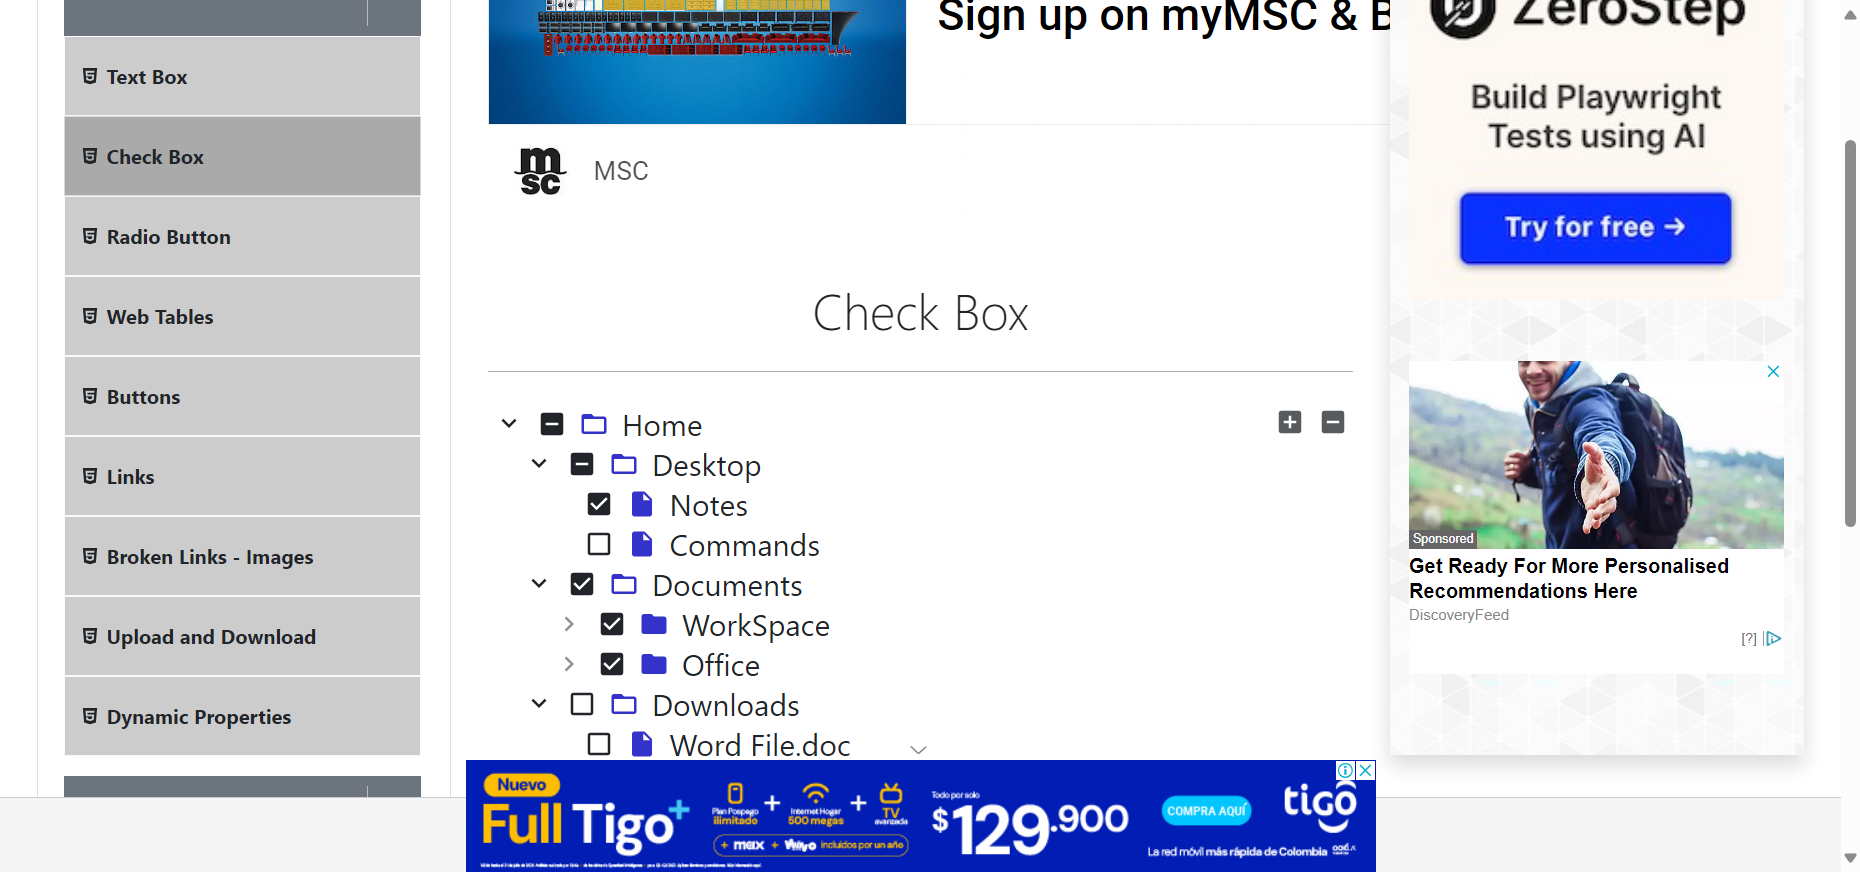 Text Box
Check Box
Radio Button
Web Tables
Buttons
Links
Broken Links - Images
Upload and Download
Dynamic Properties
Sign up on myMSC & B
msc
MSC
Check Box
Home
Desktop
Notes
Commands
Documents
WorkSpace
Office
Downloads
Word File.doc
ZeroStep
Build Playwright
Tests using AI
Try for free →
Sponsored
Get Ready For More Personalised
Recommendations Here
DiscoveryFeed
[?]
Nuevo
Full Tigo+
Plan Pospago
ilimitado
+
Internet Hogar
500 megas
+
TV
avanzada
+ max + Vivivo incluidos por un año
Todo por solo
$129.900
COMPRA AQUÍ
tigo
La red móvil más rápida de Colombia